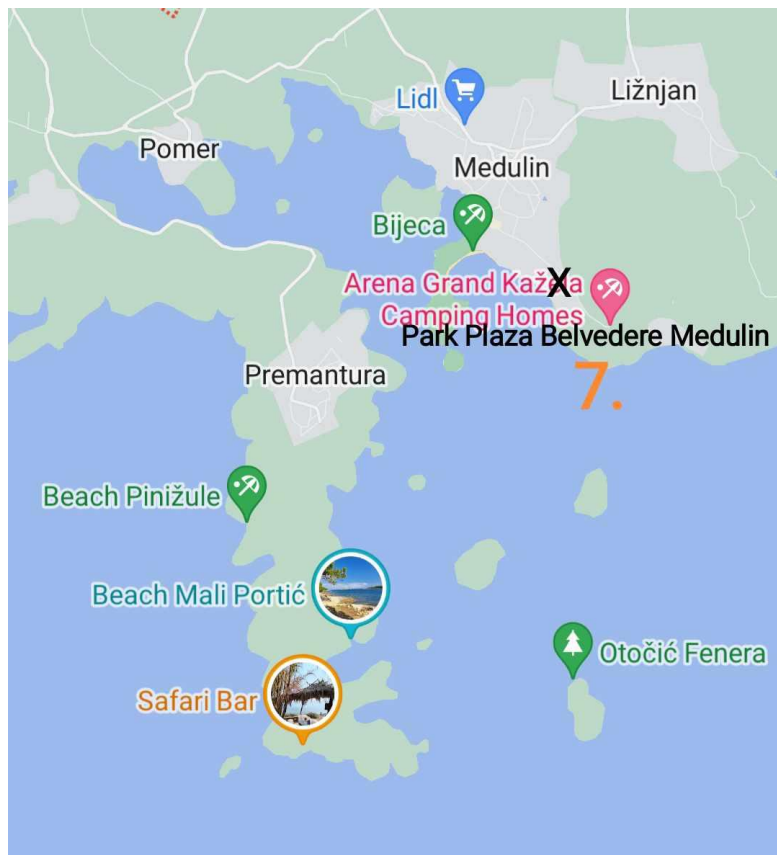 Lidl
Ližnjan
Pomer
Medulin
Bijeca
Arena Grand Kažela
X
Camping Homes
Park Plaza Belvedere Medulin
7.
Premantura
Beach Pinižule
Beach Mali Portić
Otočić Fenera
Safari Bar